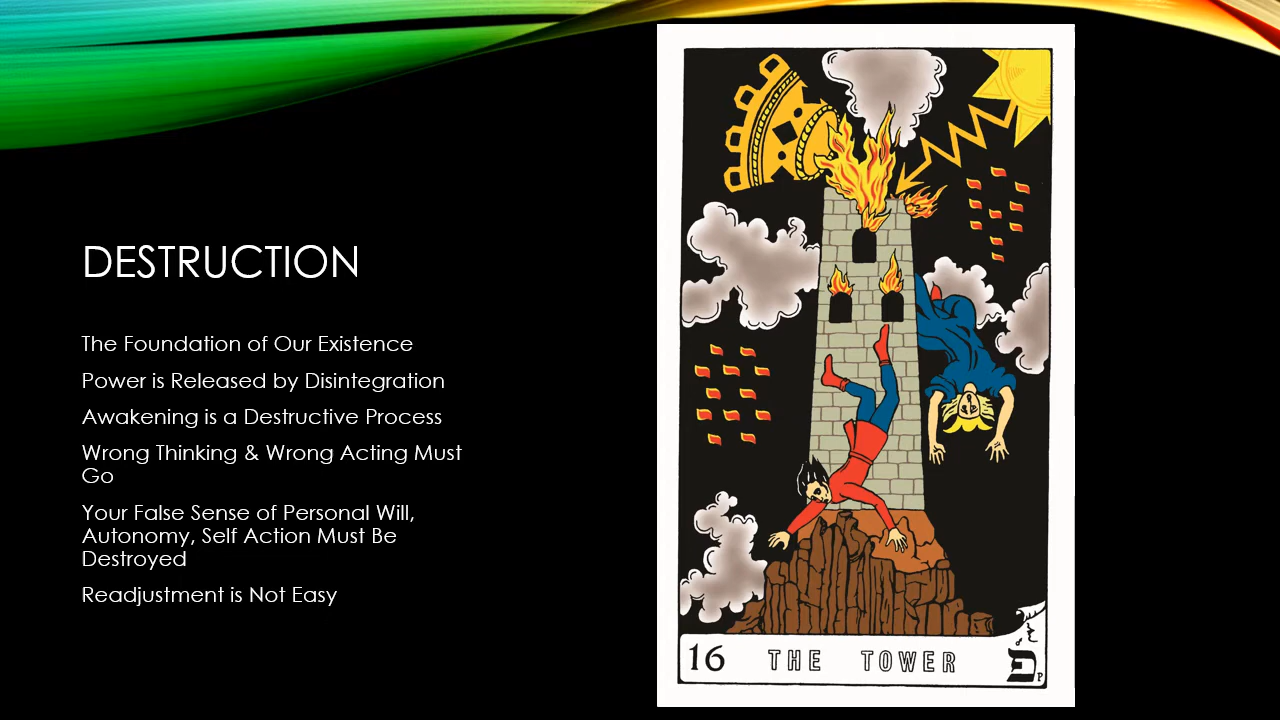 DESTRUCTION
The Foundation of Our Existence
Power is Released by Disintegration
Awakening is a Destructive Process
Wrong Thinking & Wrong Acting Must
Go
Your False Sense of Personal Will,
Autonomy, Self Action Must Be
Destroyed
Readjustment is Not Easy
16 THE TOWER פ P